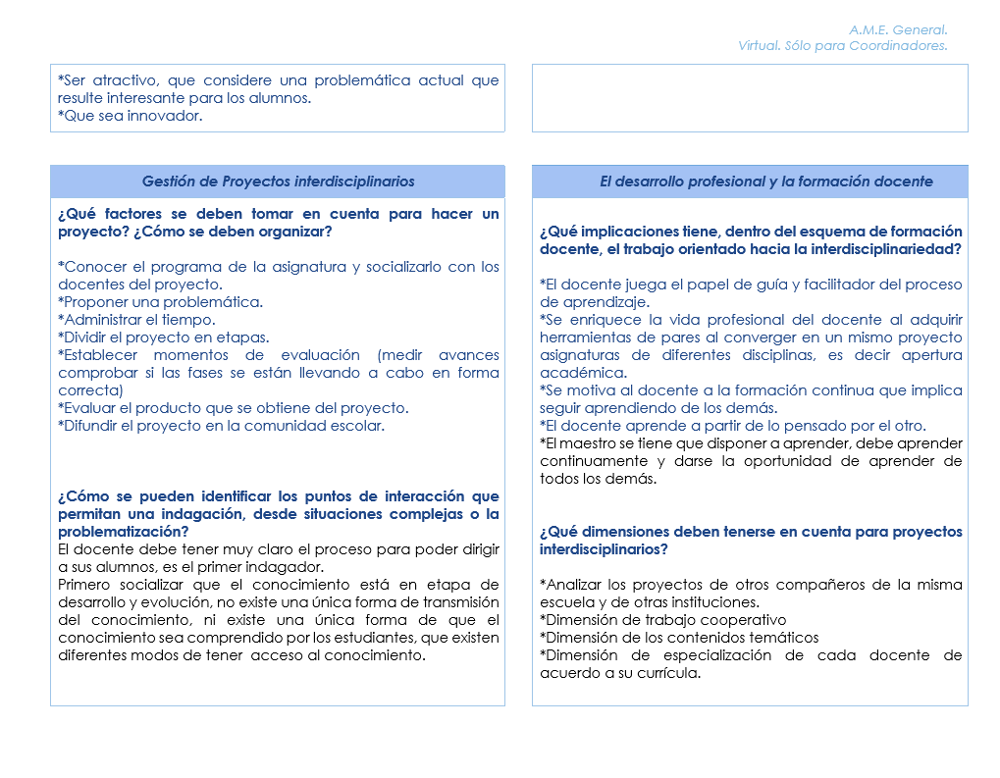 A.M.E. General.
Virtual. Sólo para Coordinadores.
*Ser atractivo, que considere una problemática actual que
resulte interesante para los alumnos.
*Que sea innovador.
Gestión de Proyectos interdisciplinarios
¿Qué factores se deben tomar en cuenta para hacer un
proyecto? ¿Cómo se deben organizar?
*Conocer el programa de la asignatura y socializarlo con los
docentes del proyecto.
*Proponer una problemática.
*Administrar el tiempo.
*Dividir el proyecto en etapas.
*Establecer momentos de evaluación (medir avances
comprobar si las fases se están llevando a cabo en forma
correcta)
*Evaluar el producto que se obtiene del proyecto.
*Difundir el proyecto en la comunidad escolar.
¿Cómo se pueden identificar los puntos de interacción que
permitan una indagación, desde situaciones complejas o la
problematización?
El docente debe tener muy claro el proceso para poder dirigir
a sus alumnos, es el primer indagador.
Primero socializar que el conocimiento está en etapa de
desarrollo y evolución, no existe una única forma de transmisión
del conocimiento, ni existe una única forma de que el
conocimiento sea comprendido por los estudiantes, que existen
diferentes modos de tener acceso al conocimiento.
El desarrollo profesional y la formación docente
¿Qué implicaciones tiene, dentro del esquema de formación
docente, el trabajo orientado hacia la interdisciplinariedad?
*El docente juega el papel de guía y facilitador del proceso
de aprendizaje.
*Se enriquece la vida profesional del docente al adquirir
herramientas de pares al converger en un mismo proyecto
asignaturas de diferentes disciplinas, es decir apertura
académica.
*Se motiva al docente a la formación continua que implica
seguir aprendiendo de los demás.
*El docente aprende a partir de lo pensado por el otro.
*El maestro se tiene que disponer a aprender, debe aprender
continuamente y darse la oportunidad de aprender de
todos los demás.
¿Qué dimensiones deben tenerse en cuenta para proyectos
interdisciplinarios?
*Analizar los proyectos de otros compañeros de la misma
escuela y de otras instituciones.
*Dimensión de trabajo cooperativo
*Dimensión de los contenidos temáticos
*Dimensión de especialización de cada docente de
acuerdo a su currícula.